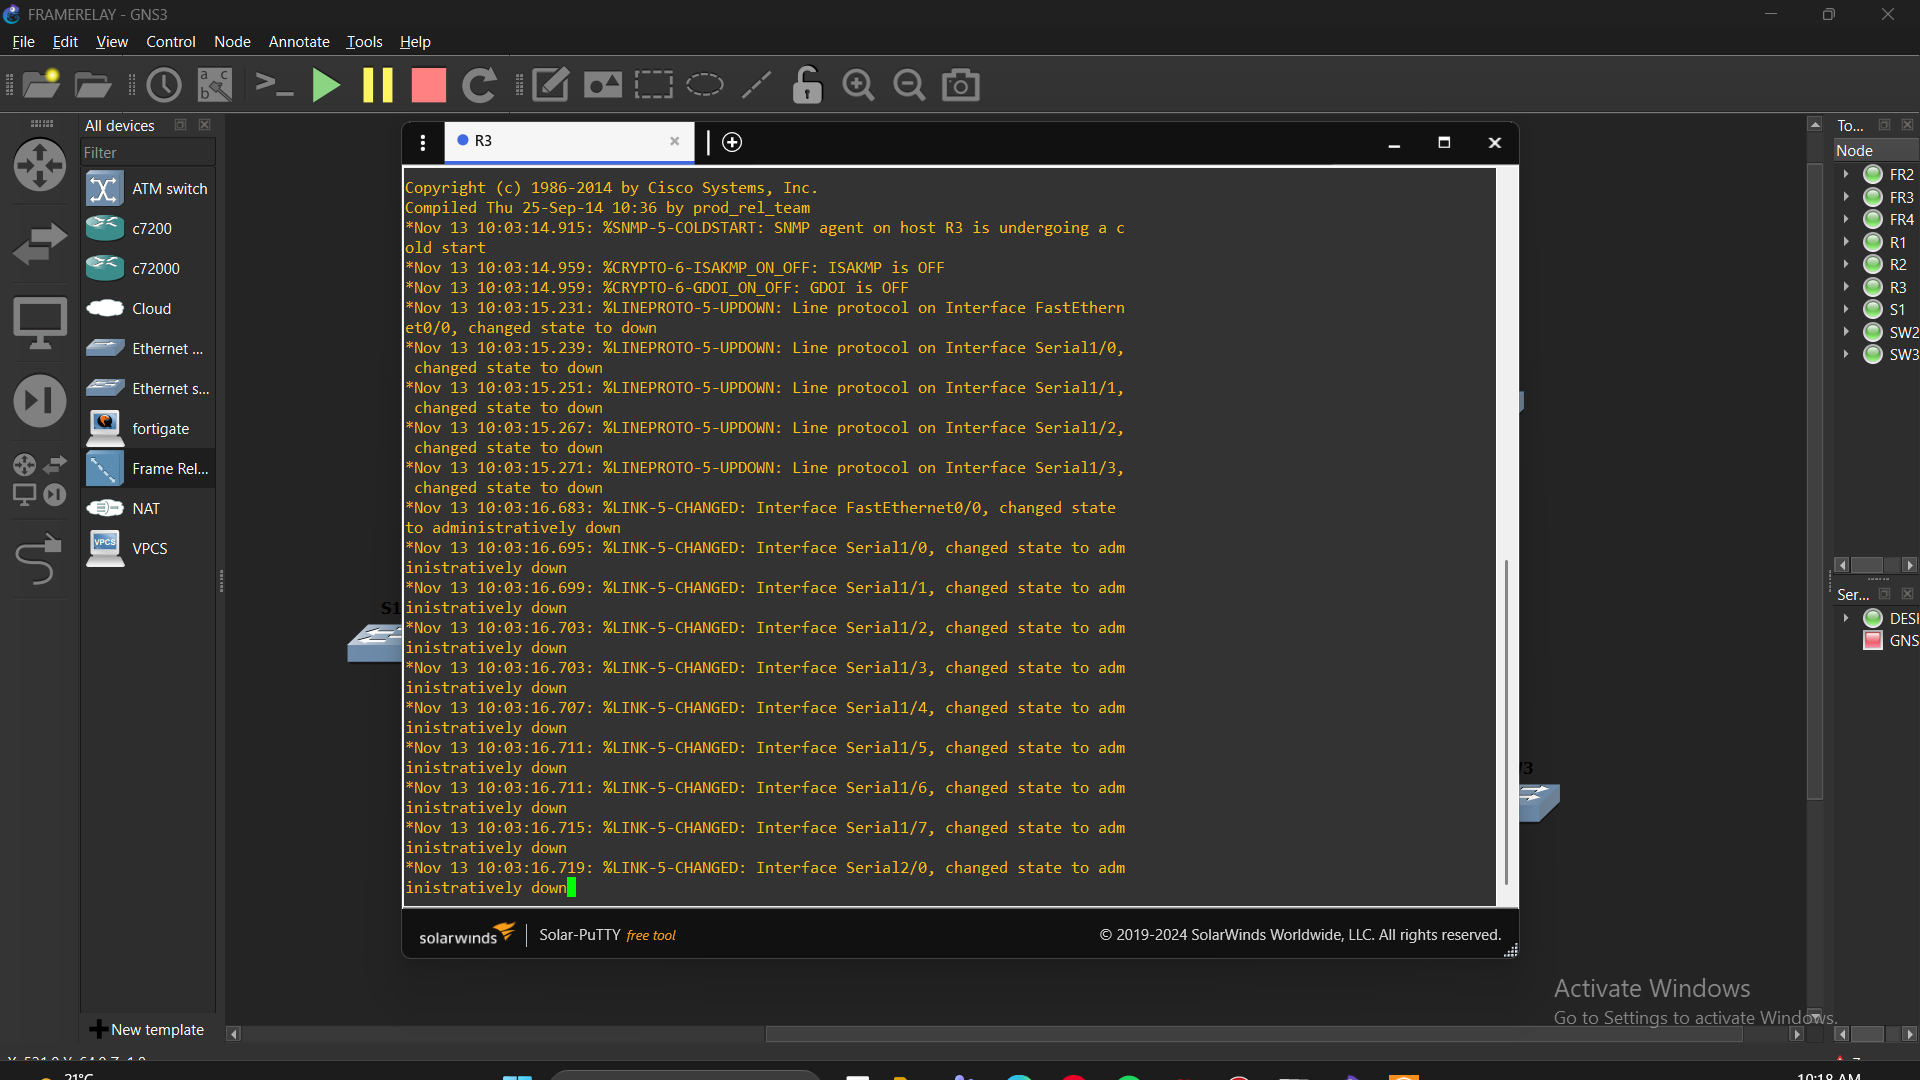 FRAMERELAY - GNS3
File Edit View Control Node Annotate Tools Help
All devices
Filter
ATM switch
c7200
c72000
Cloud
Ethernet ...
Ethernet s...
fortigate
Frame Rel...
NAT
VPCS
VPCS
New template
S1
R3
Copyright (c) 1986-2014 by Cisco Systems, Inc.
Compiled Thu 25-Sep-14 10:36 by prod_rel_team
*Nov 13 10:03:14.915: %SNMP-5-COLDSTART: SNMP agent on host R3 is undergoing a c
old start
*Nov 13 10:03:14.959: %CRYPTO-6-ISAKMP_ON_OFF: ISAKMP is OFF
*Nov 13 10:03:14.959: %CRYPTO-6-GDOI_ON_OFF: GDOI is OFF
*Nov 13 10:03:15.231: %LINEPROTO-5-UPDOWN: Line protocol on Interface FastEthern
et0/0, changed state to down
*Nov 13 10:03:15.239: %LINEPROTO-5-UPDOWN: Line protocol on Interface Serial1/0,
changed state to down
*Nov 13 10:03:15.251: %LINEPROTO-5-UPDOWN: Line protocol on Interface Serial1/1,
changed state to down
*Nov 13 10:03:15.267: %LINEPROTO-5-UPDOWN: Line protocol on Interface Serial1/2,
changed state to down
*Nov 13 10:03:15.271: %LINEPROTO-5-UPDOWN: Line protocol on Interface Serial1/3,
changed state to down
*Nov 13 10:03:16.683: %LINK-5-CHANGED: Interface FastEthernet0/0, changed state
to administratively down
*Nov 13 10:03:16.695: %LINK-5-CHANGED: Interface Serial1/0, changed state to adm
inistratively down
*Nov 13 10:03:16.699: %LINK-5-CHANGED: Interface Serial1/1, changed state to adm
inistratively down
*Nov 13 10:03:16.703: %LINK-5-CHANGED: Interface Serial1/2, changed state to adm
inistratively down
*Nov 13 10:03:16.703: %LINK-5-CHANGED: Interface Serial1/3, changed state to adm
inistratively down
*Nov 13 10:03:16.707: %LINK-5-CHANGED: Interface Serial1/4, changed state to adm
inistratively down
*Nov 13 10:03:16.711: %LINK-5-CHANGED: Interface Serial1/5, changed state to adm
inistratively down
*Nov 13 10:03:16.711: %LINK-5-CHANGED: Interface Serial1/6, changed state to adm
inistratively down
*Nov 13 10:03:16.715: %LINK-5-CHANGED: Interface Serial1/7, changed state to adm
inistratively down
*Nov 13 10:03:16.719: %LINK-5-CHANGED: Interface Serial2/0, changed state to adm
inistratively down
solarwinds Solar-PuTTY free tool
© 2019-2024 SolarWinds Worldwide, LLC. All rights reserved.
To...
Node
FR2
FR3
FR4
R1
R2
R3
S1
SW2
SW3
Ser...
DESI
GNS
Activate Windows
Go to Settings to activate Windows.
21°C
10:18 AM